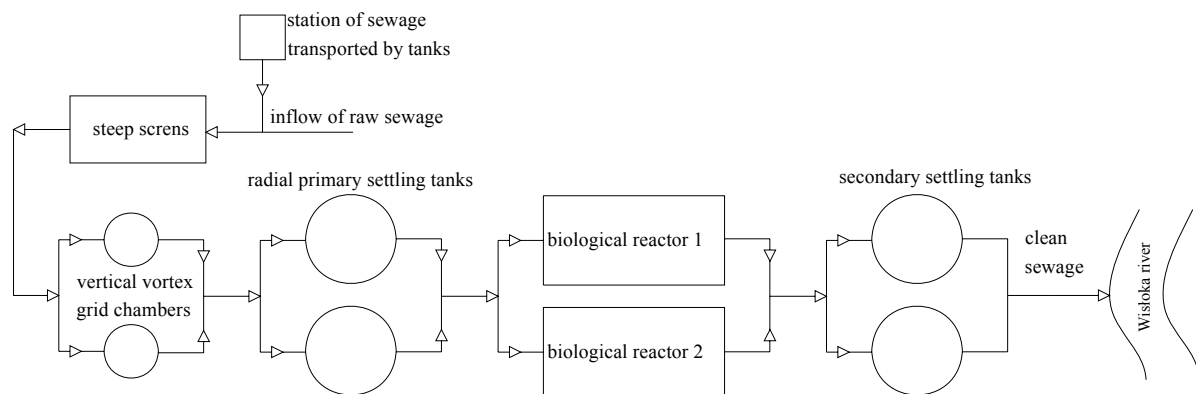 station of sewage
transported by tanks
inflow of raw sewage
steep screns
radial primary settling tanks
secondary settling tanks
vertical vortex
grid chambers
biological reactor 1
biological reactor 2
clean
sewage
Wisłoka river